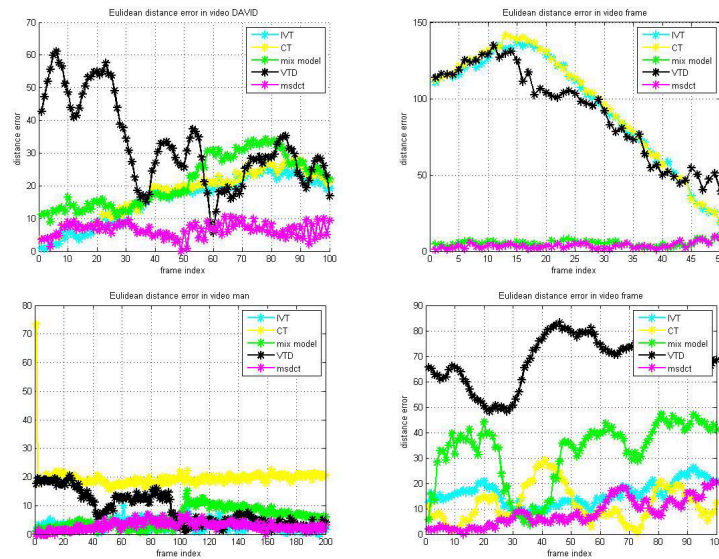 Eulidean distance error in video DAVID
distance error
70
60
50
40
30
20
10
0
IVT
CT
mix model
VTD
msdct
0 10 20 30 40 50 60 70 80 90 100
frame index
Eulidean distance error in video frame
distance error
150
100
50
0
IVT
CT
mix model
VTD
msdct
0 5 10 15 20 25 30 35 40 45 50
frame index
Eulidean distance error in video man
distance error
80
70
60
50
40
30
20
10
0
IVT
CT
mix model
VTD
msdct
0 20 40 60 80 100 120 140 160 180 200
frame index
Eulidean distance error in video frame
distance error
90
80
70
60
50
40
30
20
10
0
IVT
CT
mix model
VTD
msdct
0 10 20 30 40 50 60 70 80 90 100
frame index